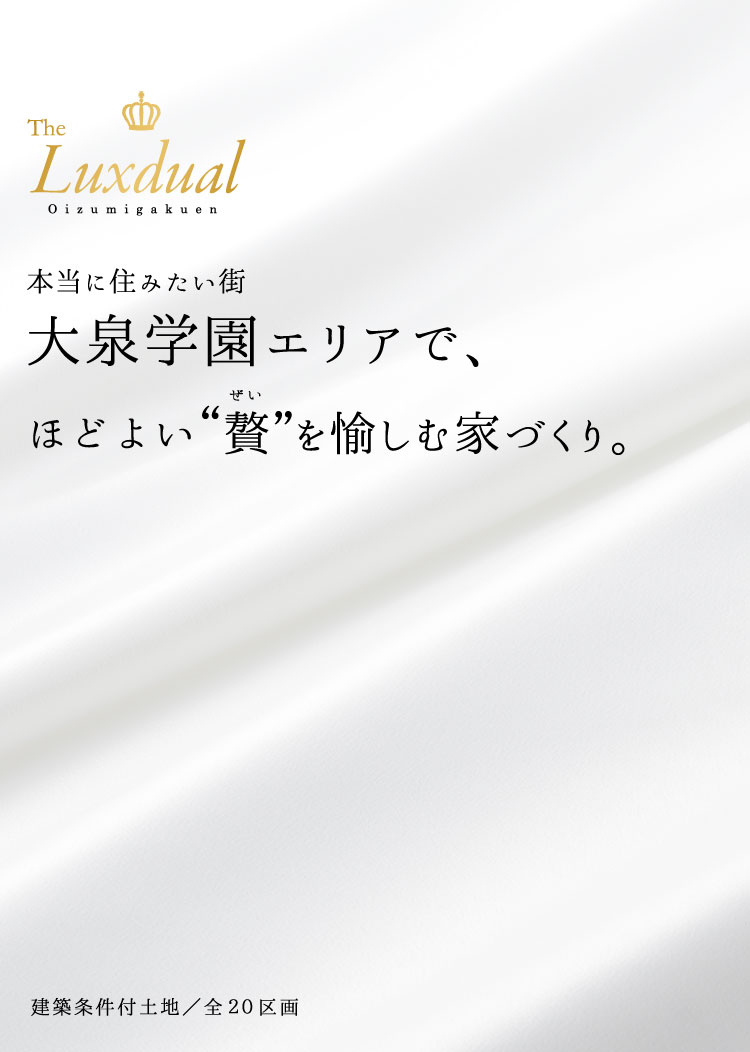 The
Luxdual
Oizumigakuen
本当に住みたい街
大泉学園エリアで、
ぜい
ほどよい“贅”を愉しむ家づくり。
建築条件付土地／全20区画